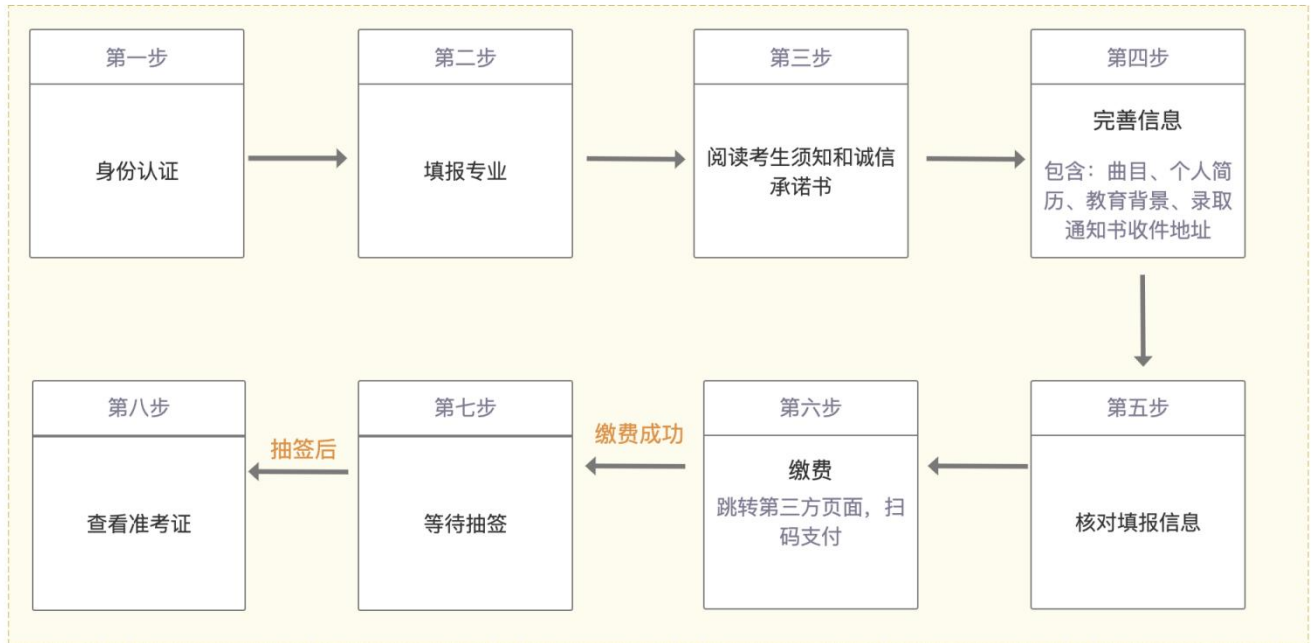 第一步
身份认证
第二步
填报专业
第三步
阅读考生须知和诚信
承诺书
第四步
完善信息
包含：曲目、个人简
历、教育背景、录取
通知书收件地址
第五步
核对填报信息
第六步
缴费
跳转第三方页面，扫
码支付
缴费成功
第七步
等待抽签
抽签后
第八步
查看准考证